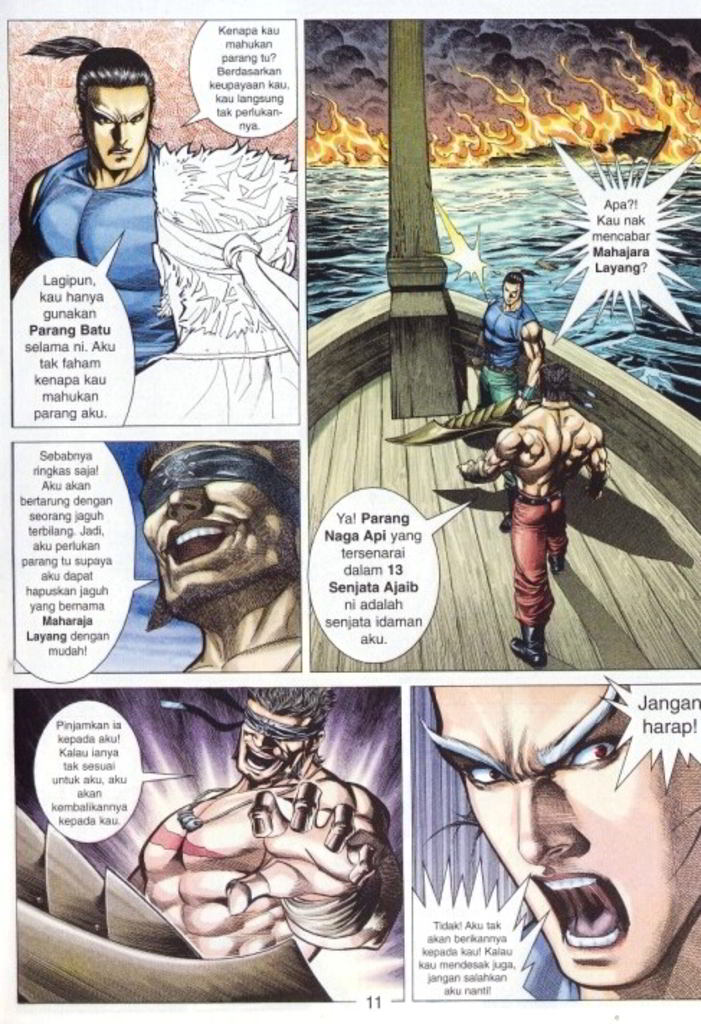 Kenapa kau
mahukan
parang tu?
Berdasarkan
keupayaan kau,
kau langsung
tak perlukan-
nya.
Lagipun,
kau hanya
gunakan
Parang Batu
selama ni. Aku
tak faham
kenapa kau
mahukan
parang aku.
Apa?!
Kau nak
mencabar
Mahajara
Layang?
Ya! Parang
Naga Api yang
tersenarai
dalam 13
Senjata Ajaib
ni adalah
senjata idaman
aku.
Sebabnya
ringkas saja!
Aku akan
bertarung dengan
seorang jaguh
terbilang. Jadi,
aku perlukan
parang tu supaya
aku dapat
hapuskan jaguh
yang bernama
Maharaja
Layang dengan
mudah!
Pinjamkan ia
kepada aku!
Kalau ianya
tak sesuai
untuk aku, aku
akan
kembalikannya
kepada kau.
Jangan
harap!
Tidak! Aku tak
akan berikannya
kepada kau! Kalau
kau mendesak juga,
jangan salahkan
aku nanti!
11